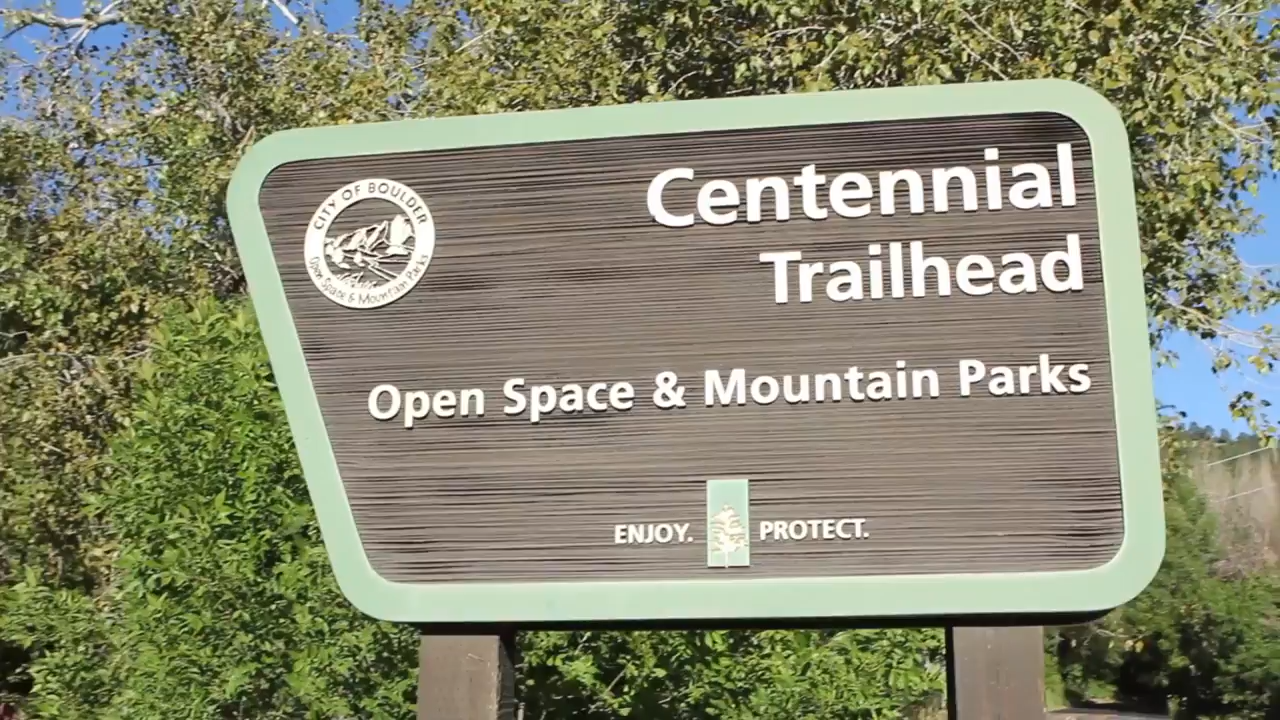 CITY OF BOULDER
Open Space & Mountain Parks
Centennial
Trailhead
Open Space & Mountain Parks
ENJOY. PROTECT.